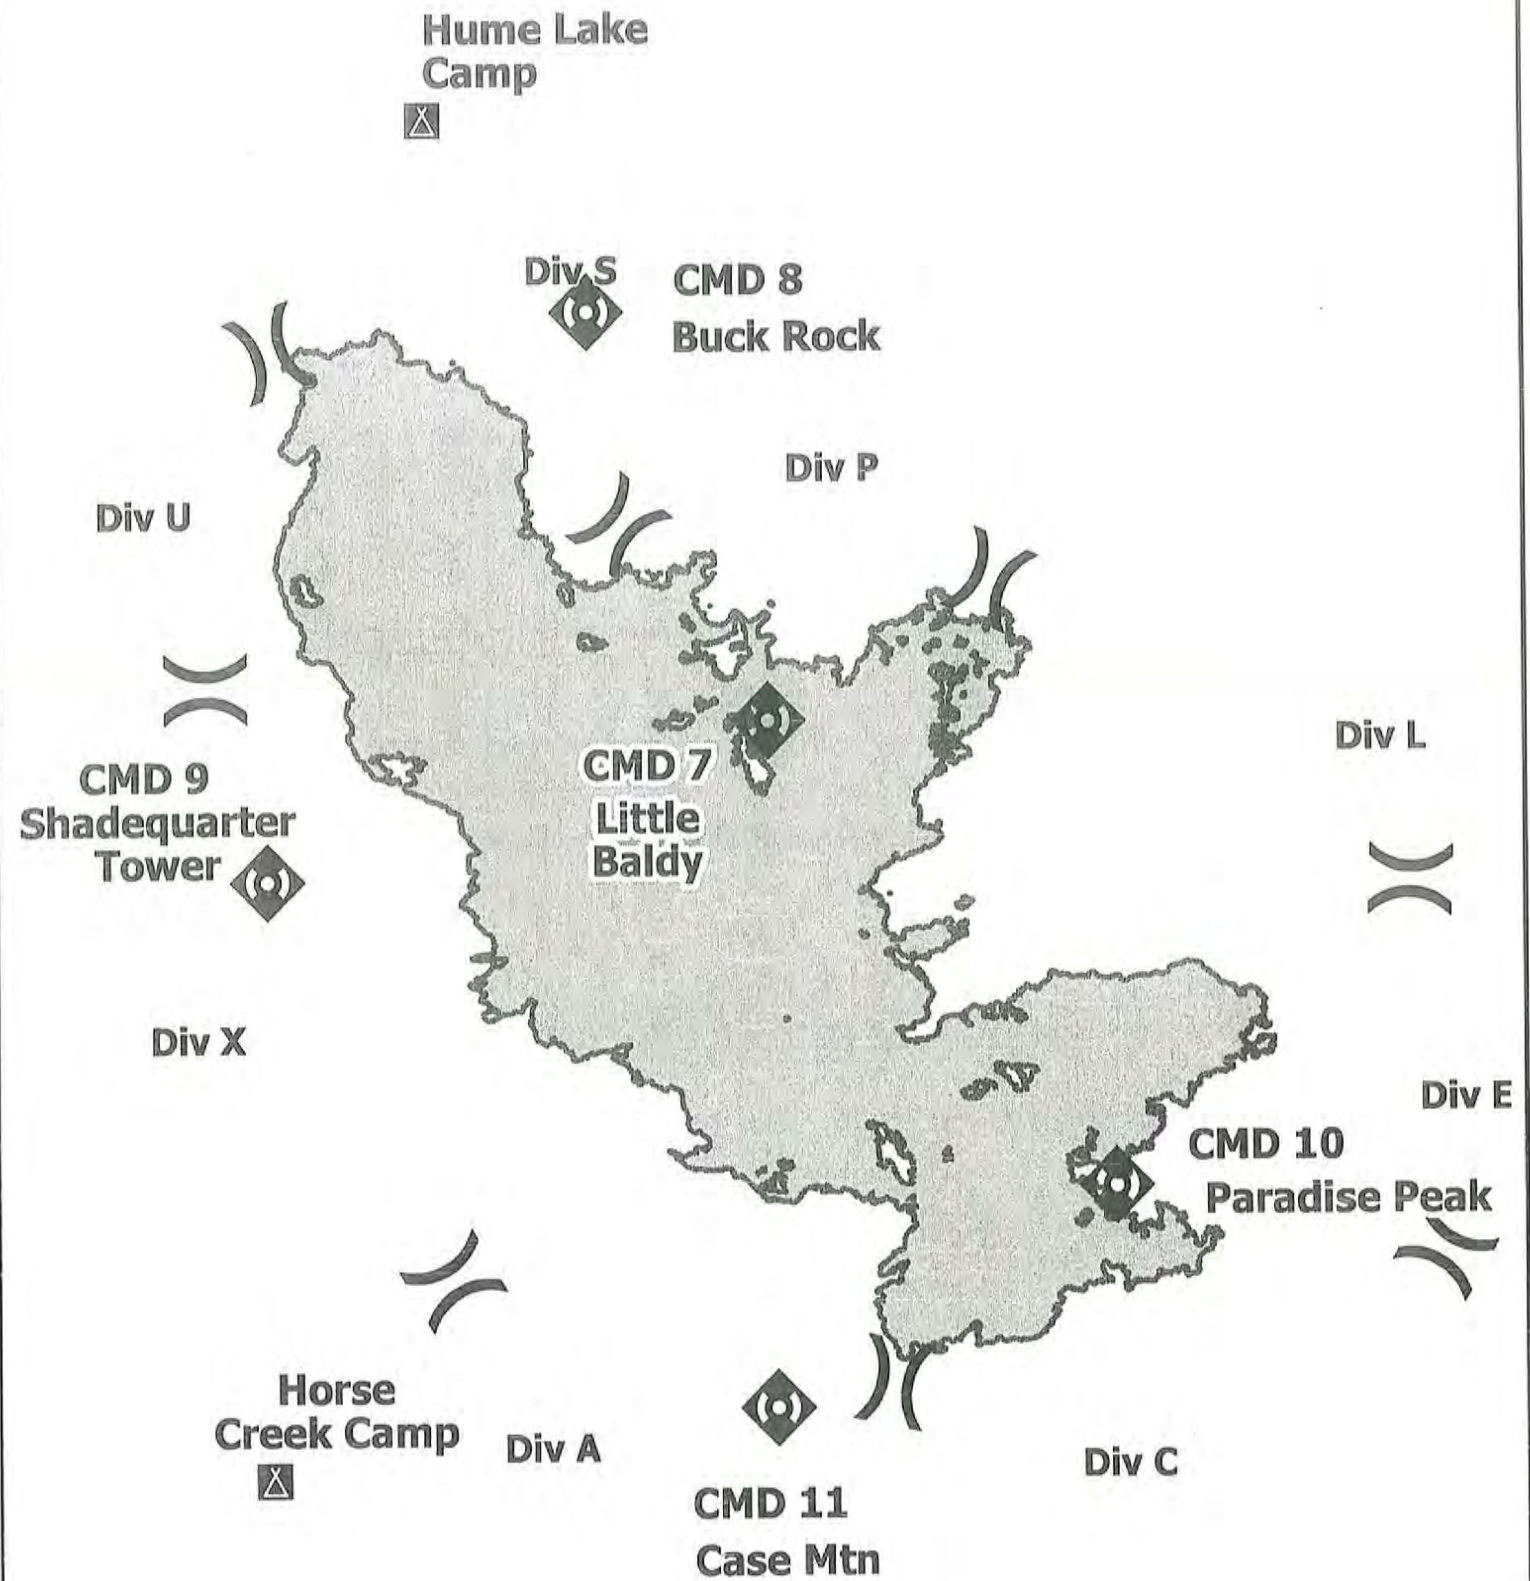 Hume Lake
Camp
Div S
CMD 8
Buck Rock
Div P
Div U
Div L
CMD 7
Little
Baldy
CMD 9
Shadequarter
Tower
Div X
Div E
CMD 10
Paradise Peak
Horse
Creek Camp
Div A
Div C
CMD 11
Case Mtn